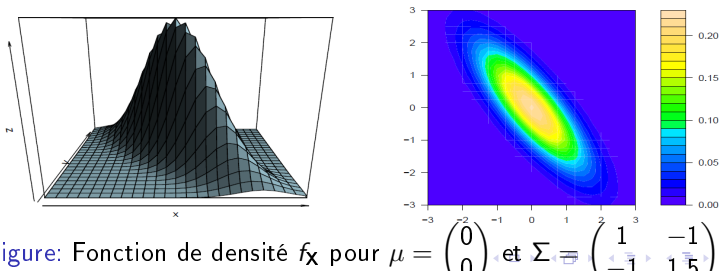 z
y
x
3
2
1
0
−1
−2
−3
−3 −2 −1 0 1 2 3
0.20
0.15
0.10
0.05
0.00
igure: Fonction de densité f_X pour μ = (0 0) et Σ = (1 −1 −1 1.5)